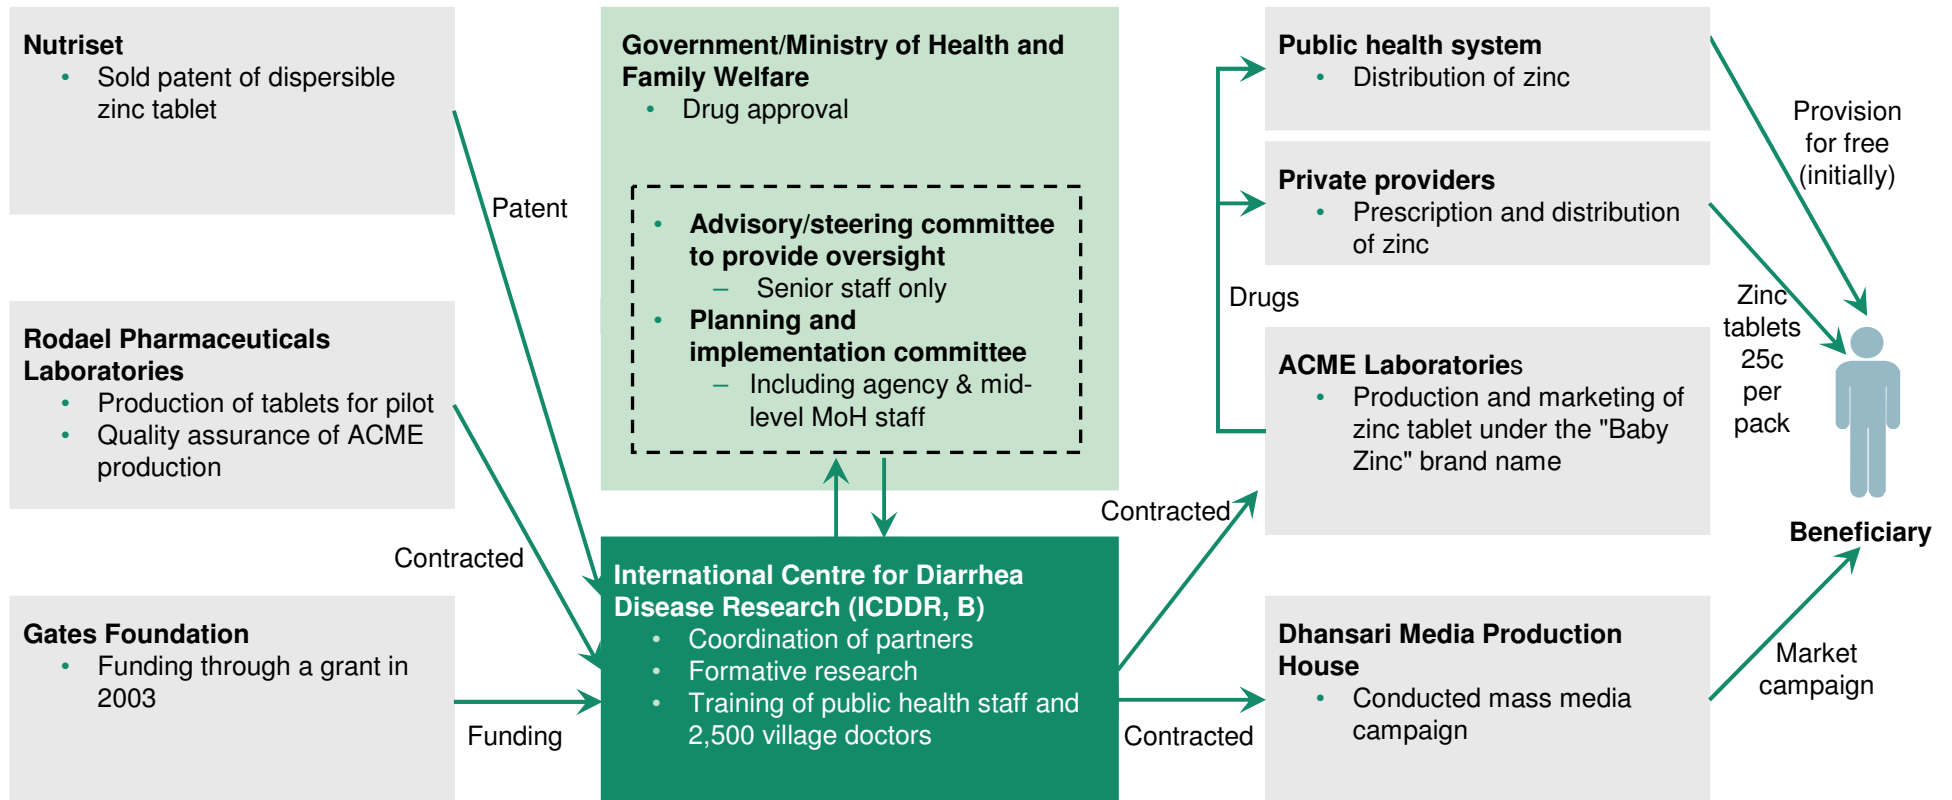 Nutriset
• Sold patent of dispersible
zinc tablet
Patent
Rodael Pharmaceuticals
Laboratories
• Production of tablets for pilot
• Quality assurance of ACME
production
Contracted
Gates Foundation
• Funding through a grant in
2003
Funding
Government/Ministry of Health and
Family Welfare
• Drug approval
• Advisory/steering committee
to provide oversight
– Senior staff only
• Planning and
implementation committee
– Including agency & mid-
level MoH staff
International Centre for Diarrhea
Disease Research (ICDDR, B)
• Coordination of partners
• Formative research
• Training of public health staff and
2,500 village doctors
Contracted
Contracted
Public health system
• Distribution of zinc
Private providers
• Prescription and distribution
of zinc
Drugs
ACME Laboratories
• Production and marketing of
zinc tablet under the "Baby
Zinc" brand name
Dhansari Media Production
House
• Conducted mass media
campaign
Provision
for free
(initially)
Zinc
tablets
25c
per
pack
Beneficiary
Market
campaign